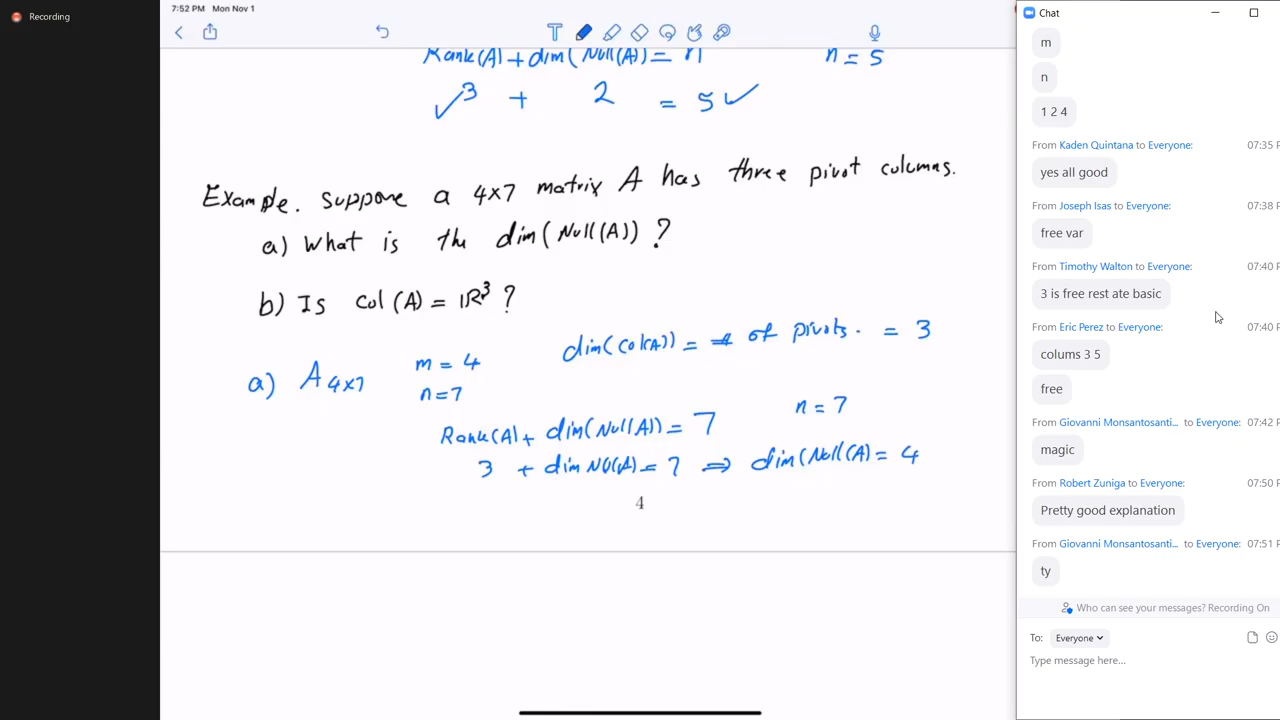 Recording
7:52 PM Mon Nov 1
Rank(A) + dim(Null(A)) = n n = 5
3 + 2 = 5
Example. Suppose a 4x7 matrix A has three pivot columns.
a) What is the dim(Null(A)) ?
b) Is Col(A) = ℝ³ ?
dim(Col(A)) = # of pivots. = 3
a) A 4x7 m = 4
n = 7
n = 7
Rank(A) + dim(Null(A)) = 7
3 + dim Nul(A) = 7 ⇒ dim(Null(A) = 4
4
Chat
m
n
1 2 4
From Kaden Quintana to Everyone: 07:35
yes all good
From Joseph Isas to Everyone: 07:38
free var
From Timothy Walton to Everyone: 07:40
3 is free rest ate basic
From Eric Perez to Everyone: 07:40
colums 3 5
free
From Giovanni Monsantosanti... to Everyone: 07:42
magic
From Robert Zuniga to Everyone: 07:50
Pretty good explanation
From Giovanni Monsantosanti... to Everyone: 07:51
ty
Who can see your messages? Recording On
To: Everyone
Type message here...